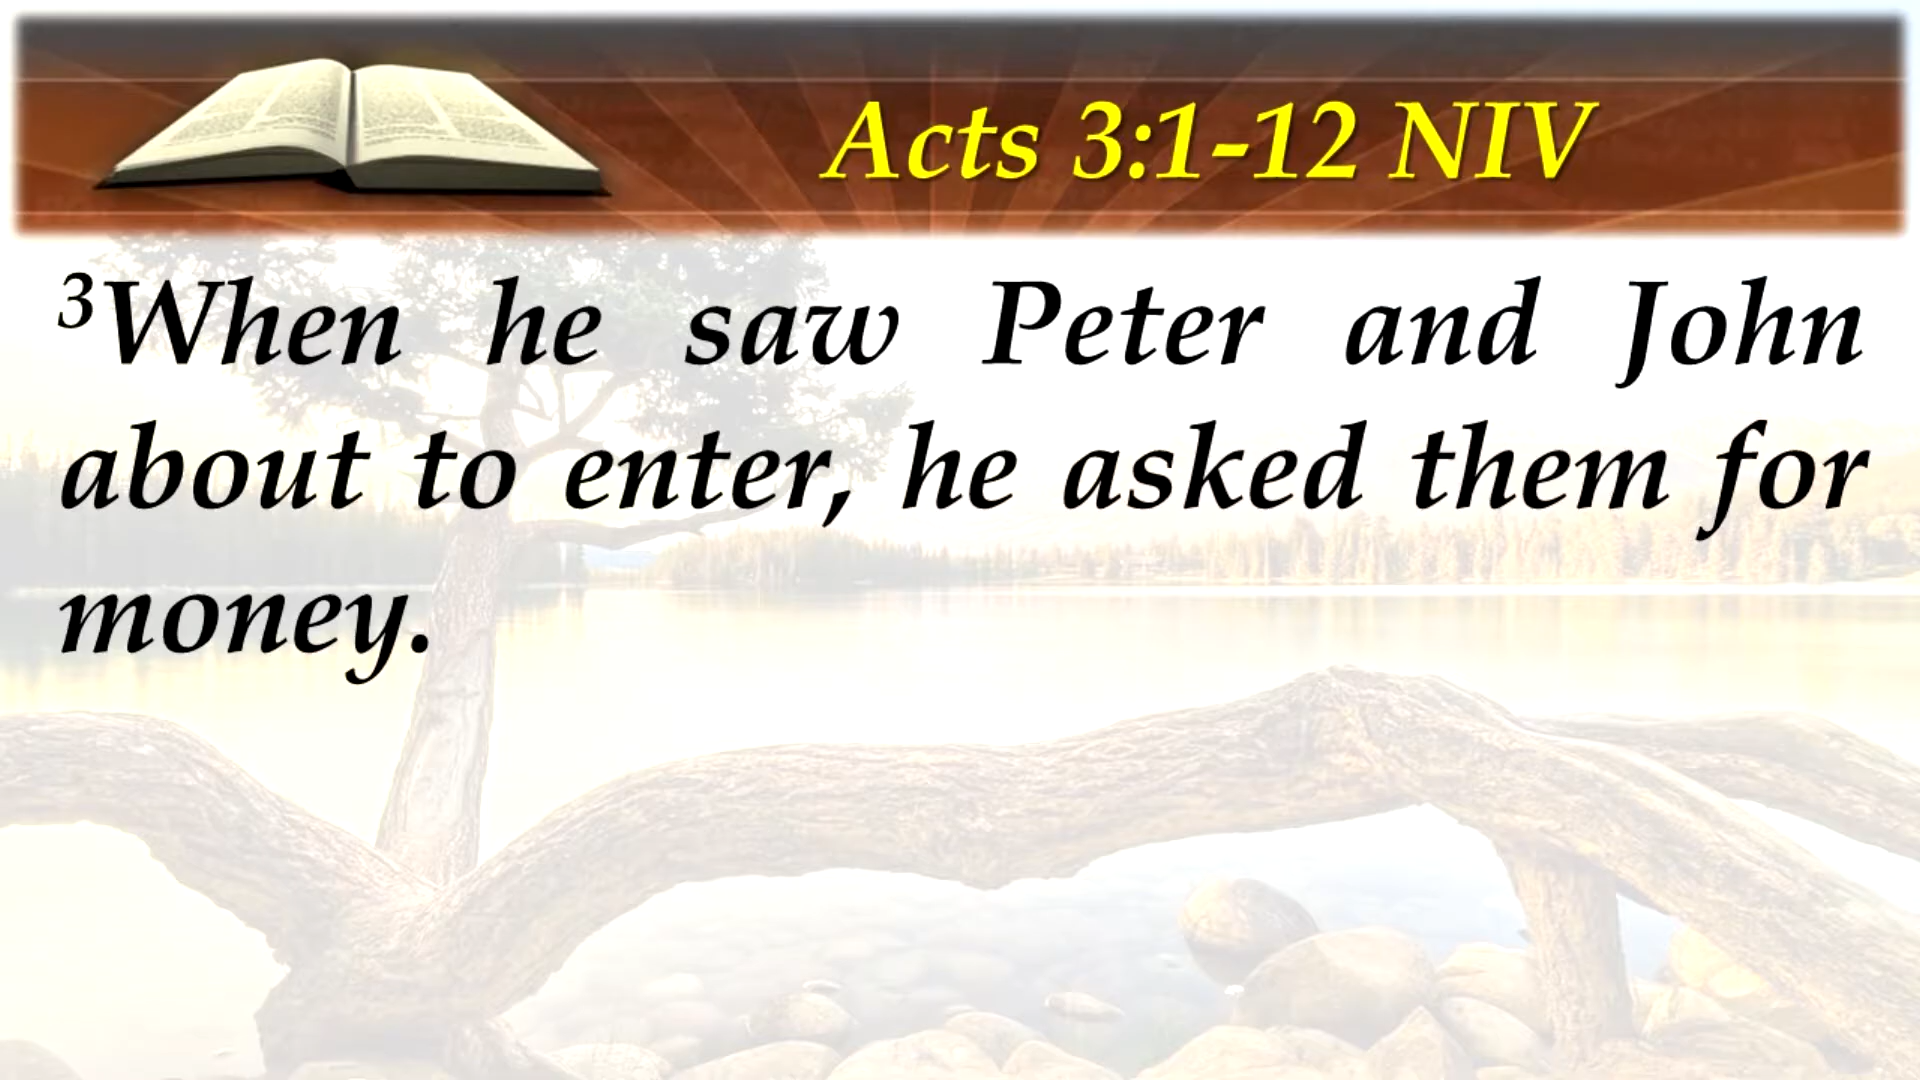 Acts 3:1-12 NIV
³When he saw Peter and John
about to enter, he asked them for
money.